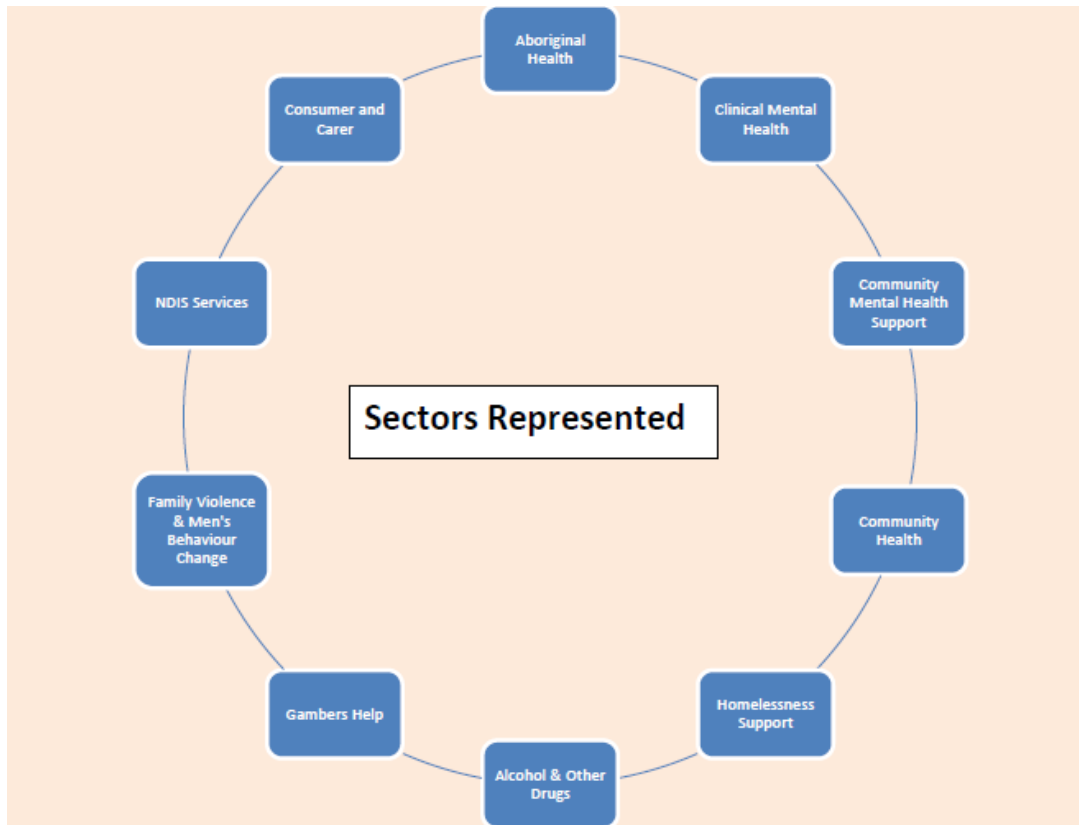 Aboriginal
Health
Clinical Mental
Health
Community
Mental Health
Support
Community
Health
Homelessness
Support
Alcohol & Other
Drugs
Gambers Help
Family Violence
& Men's
Behaviour
Change
NDIS Services
Consumer and
Carer
Sectors Represented